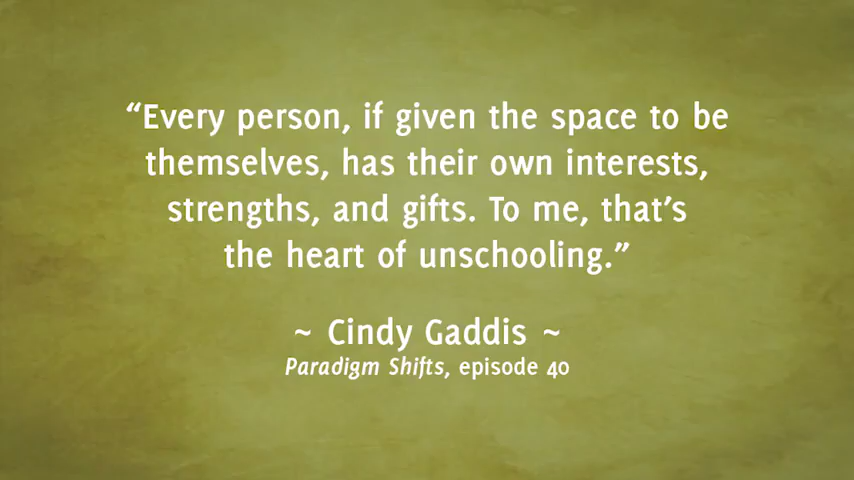 “Every person, if given the space to be
themselves, has their own interests,
strengths, and gifts. To me, that’s
the heart of unschooling.”
~ Cindy Gaddis ~
Paradigm Shifts, episode 40